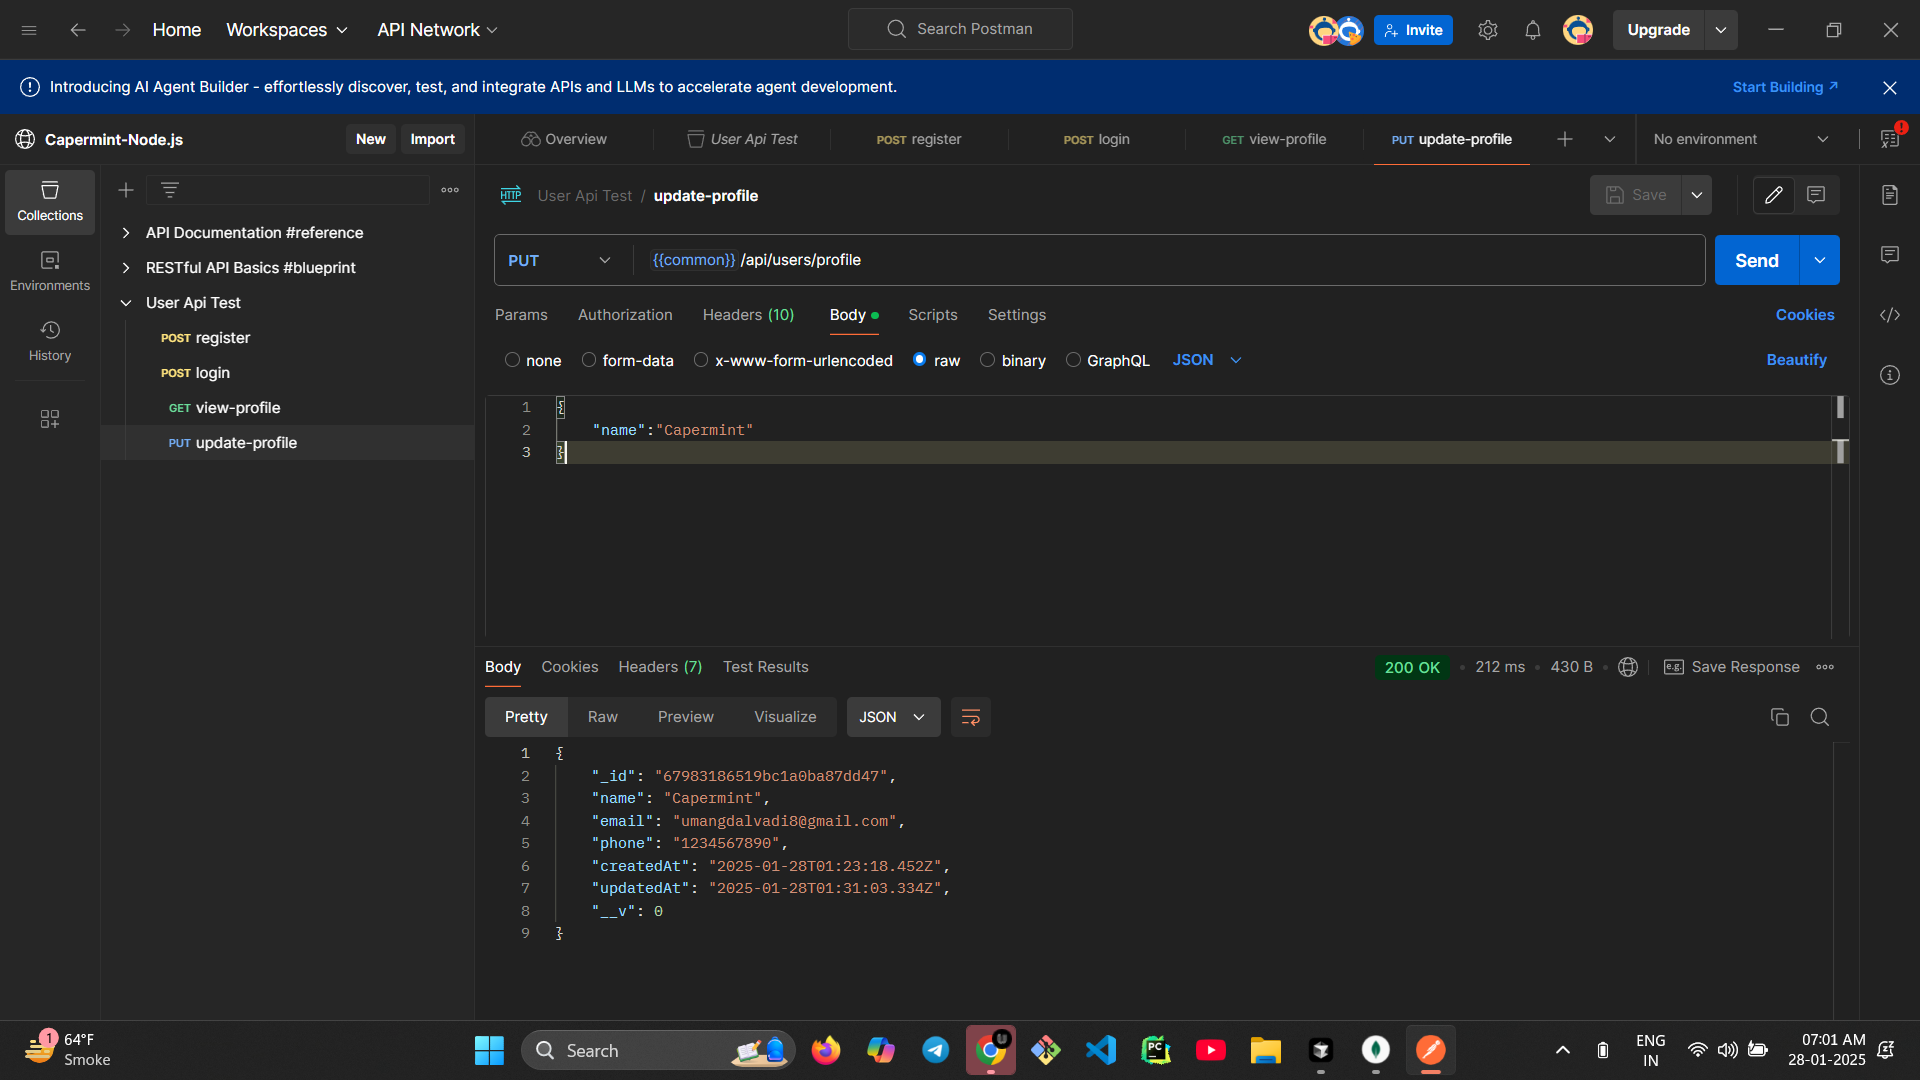 Home Workspaces API Network
Search Postman
Invite
Upgrade
Introducing AI Agent Builder - effortlessly discover, test, and integrate APIs and LLMs to accelerate agent development.
Start Building
Capermint-Node.js
New Import
Overview
User Api Test
POST register
POST login
GET view-profile
PUT update-profile
No environment
Collections
Environments
History
API Documentation #reference
RESTful API Basics #blueprint
User Api Test
POST register
POST login
GET view-profile
PUT update-profile
HTTP User Api Test / update-profile
Save
PUT {{common}} /api/users/profile
Send
Params Authorization Headers (10) Body Scripts Settings
Cookies
none form-data x-www-form-urlencoded raw binary GraphQL JSON
Beautify
1 {
2 "name":"Capermint"
3 }
Body Cookies Headers (7) Test Results
200 OK • 212 ms • 430 B
e.g. Save Response
Pretty Raw Preview Visualize JSON
1 {
2 "_id": "67983186519bc1a0ba87dd47",
3 "name": "Capermint",
4 "email": "umangdalvadi8@gmail.com",
5 "phone": "1234567890",
6 "createdAt": "2025-01-28T01:23:18.452Z",
7 "updatedAt": "2025-01-28T01:31:03.334Z",
8 "__v": 0
9 }
1
64°F
Smoke
Search
U
PC
ENG
IN
07:01 AM
28-01-2025